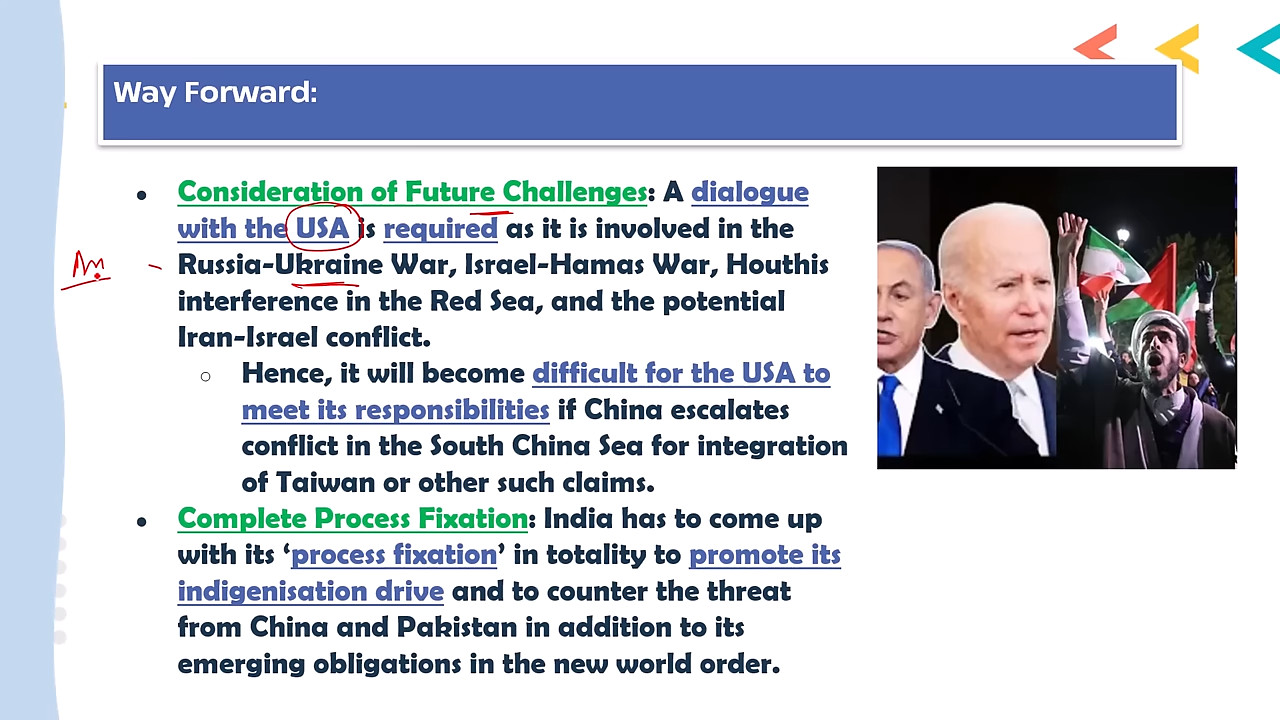 Way Forward:
● Consideration of Future Challenges: A dialogue
with the USA is required as it is involved in the
Russia-Ukraine War, Israel-Hamas War, Houthis
interference in the Red Sea, and the potential
Iran-Israel conflict.
○ Hence, it will become difficult for the USA to
meet its responsibilities if China escalates
conflict in the South China Sea for integration
of Taiwan or other such claims.
● Complete Process Fixation: India has to come up
with its ‘process fixation’ in totality to promote its
indigenisation drive and to counter the threat
from China and Pakistan in addition to its
emerging obligations in the new world order.